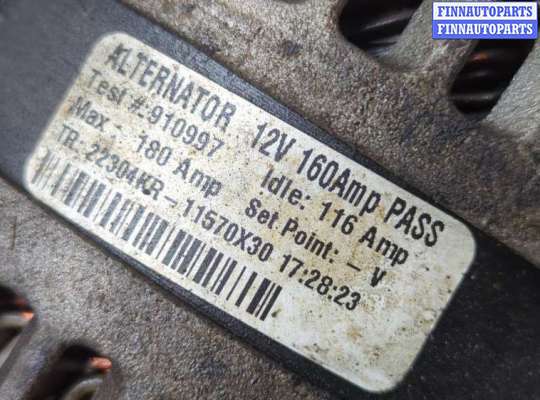 FINNAUTOPARTS
FINNAUTOPARTS
ALTERNATOR 12V 160Amp PASS
Test #:910997 Idle: 116 Amp
Max - 180 Amp Set Point: - V
TR: 22304KR-11570X30 17:28:23